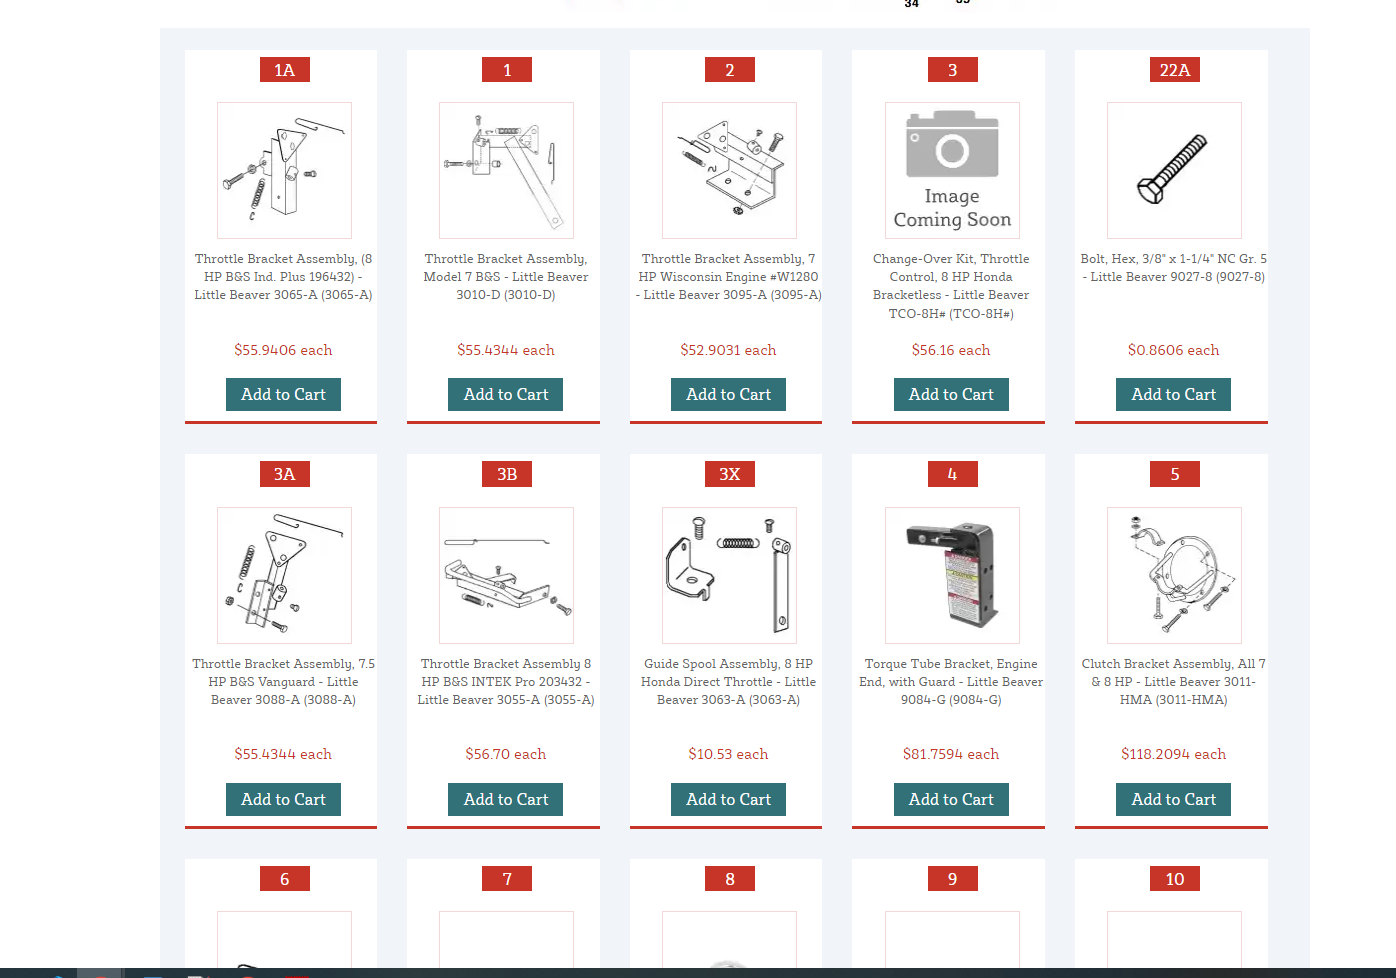 34
1A
1
2
3
22A
Image
Coming Soon
Throttle Bracket Assembly, (8
HP B&S Ind. Plus 196432) -
Little Beaver 3065-A (3065-A)
Throttle Bracket Assembly,
Model 7 B&S - Little Beaver
3010-D (3010-D)
Throttle Bracket Assembly, 7
HP Wisconsin Engine #W1280
- Little Beaver 3095-A (3095-A)
Change-Over Kit, Throttle
Control, 8 HP Honda
Bracketless - Little Beaver
TCO-8H# (TCO-8H#)
Bolt, Hex, 3/8" x 1-1/4" NC Gr. 5
- Little Beaver 9027-8 (9027-8)
$55.9406 each
$55.4344 each
$52.9031 each
$56.16 each
$0.8606 each
Add to Cart
Add to Cart
Add to Cart
Add to Cart
Add to Cart
3A
3B
3X
4
5
Throttle Bracket Assembly, 7.5
HP B&S Vanguard - Little
Beaver 3088-A (3088-A)
Throttle Bracket Assembly 8
HP B&S INTEK Pro 203432 -
Little Beaver 3055-A (3055-A)
Guide Spool Assembly, 8 HP
Honda Direct Throttle - Little
Beaver 3063-A (3063-A)
Torque Tube Bracket, Engine
End, with Guard - Little Beaver
9084-G (9084-G)
Clutch Bracket Assembly, All 7
& 8 HP - Little Beaver 3011-
HMA (3011-HMA)
$55.4344 each
$56.70 each
$10.53 each
$81.7594 each
$118.2094 each
Add to Cart
Add to Cart
Add to Cart
Add to Cart
Add to Cart
6
7
8
9
10